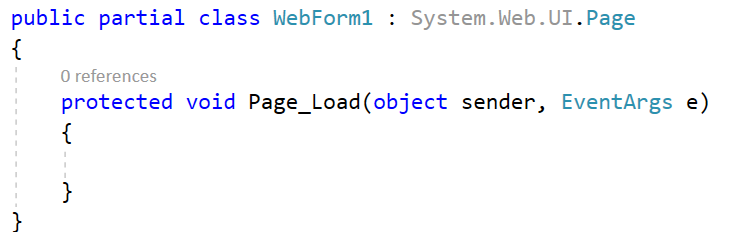 public partial class WebForm1 : System.Web.UI.Page
{
0 references
protected void Page_Load(object sender, EventArgs e)
{
}
}